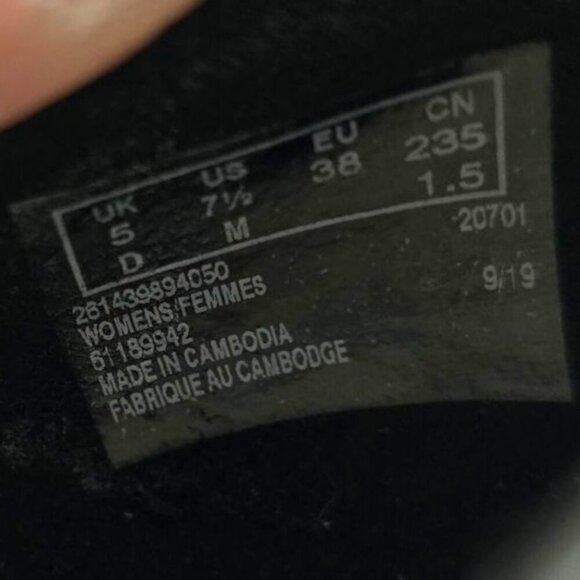 UK US EU CN
5 7½ 38 235
D M 1.5
20701
261439894050
WOMENS/FEMMES 9/19
61189942
MADE IN CAMBODIA
FABRIQUE AU CAMBODGE